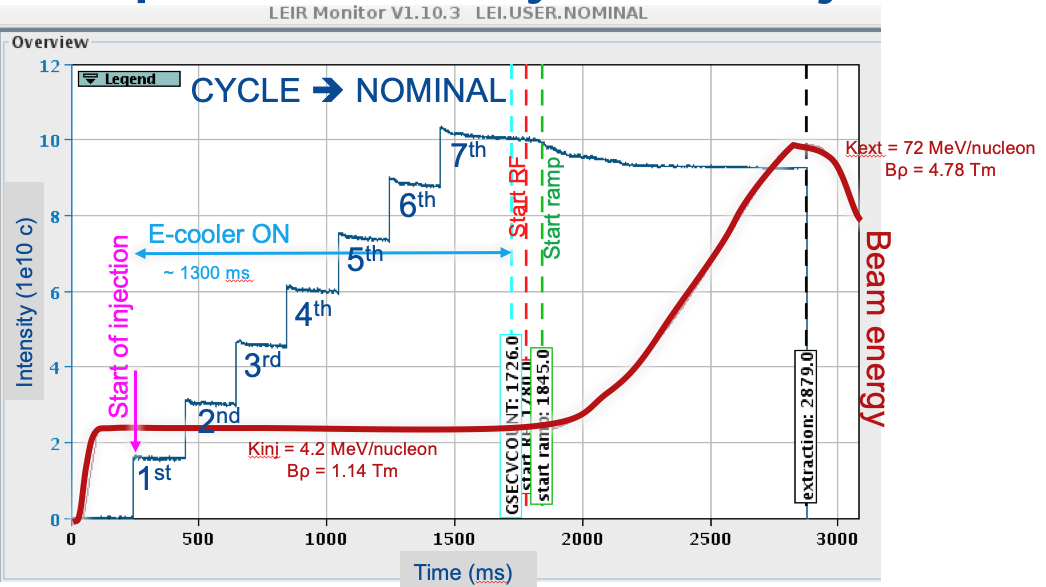 LEIR Monitor V1.10.3 LEI.USER.NOMINAL
Overview
Legend
CYCLE → NOMINAL
12
10
8
6
4
2
0
Intensity (1e10 c)
Start of injection
E-cooler ON
~ 1300 ms
1st
2nd
3rd
4th
5th
6th
7th
Start RF
Start ramp
Kinj = 4.2 MeV/nucleon
Bρ = 1.14 Tm
GSECVCOUNT: 1726.0
start ramp: 1845.0
extraction: 2879.0
Kext = 72 MeV/nucleon
Bρ = 4.78 Tm
Beam energy
0
500
1000
1500
2000
2500
3000
Time (ms)